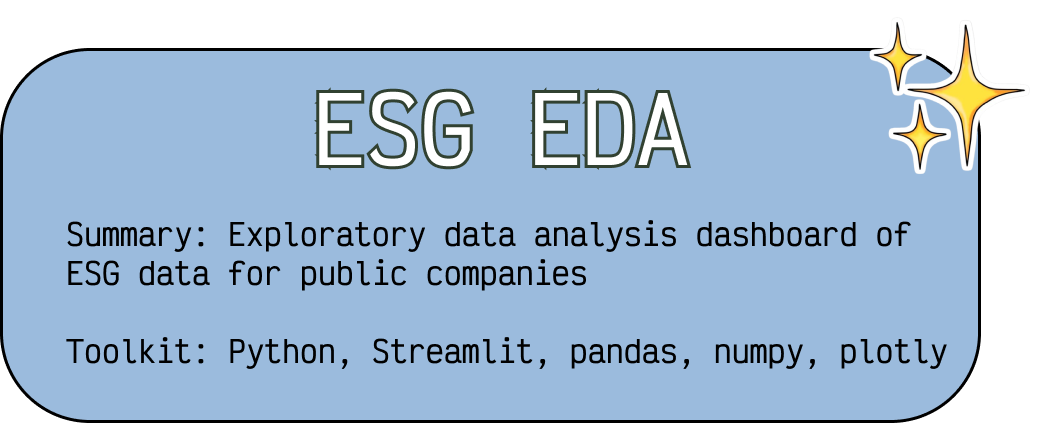 ESG EDA
Summary: Exploratory data analysis dashboard of
ESG data for public companies
Toolkit: Python, Streamlit, pandas, numpy, plotly